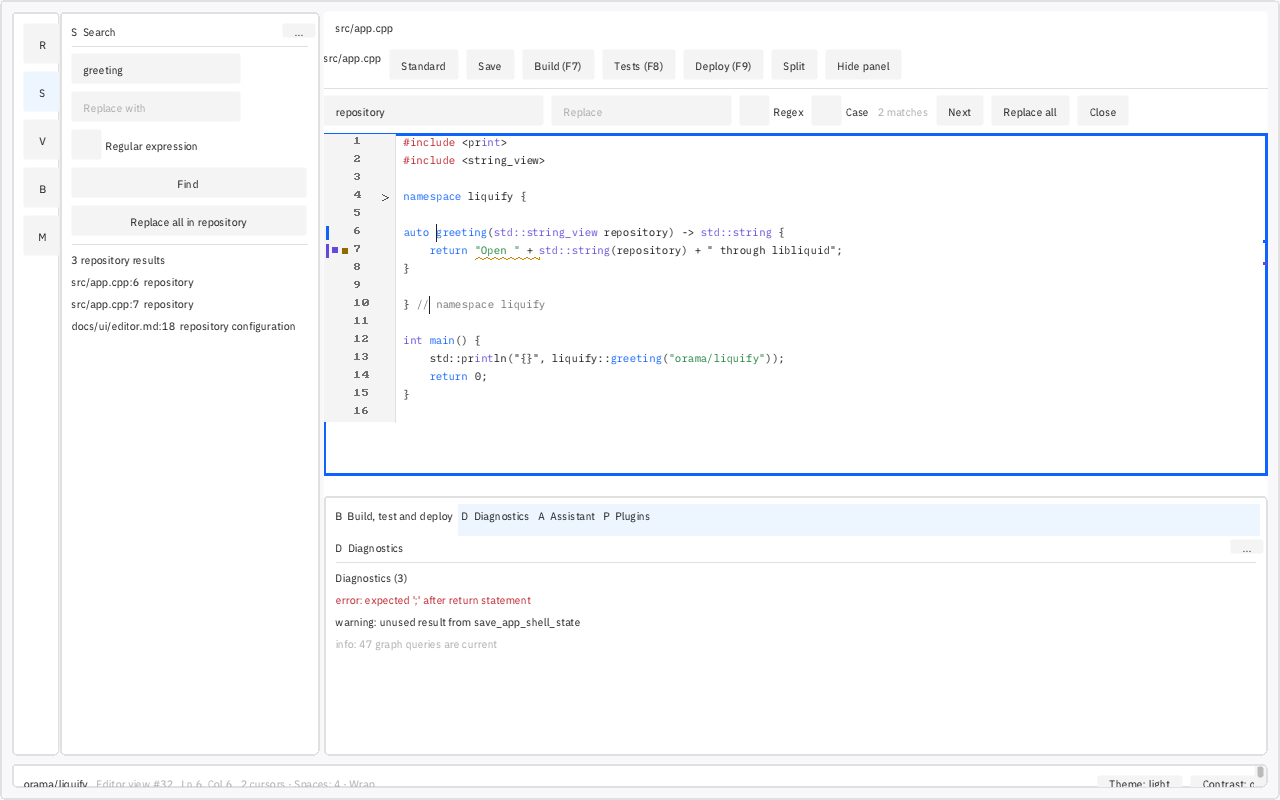 R
S
V
B
M
S Search
...
greeting
Replace with
Regular expression
Find
Replace all in repository
3 repository results
src/app.cpp:6 repository
src/app.cpp:7 repository
docs/ui/editor.md:18 repository configuration
src/app.cpp
src/app.cpp Standard Save Build (F7) Tests (F8) Deploy (F9) Split Hide panel
repository Replace Regex Case 2 matches Next Replace all Close
1 #include <print>
2 #include <string_view>
3
4 > namespace liquify {
5
6 auto greeting(std::string_view repository) -> std::string {
7 return "Open " + std::string(repository) + " through libliquid";
8 }
9
10 } // namespace liquify
11
12 int main() {
13 std::println("{}", liquify::greeting("orama/liquify"));
14 return 0;
15 }
16
B Build, test and deploy D Diagnostics A Assistant P Plugins
D Diagnostics ...
Diagnostics (3)
error: expected ';' after return statement
warning: unused result from save_app_shell_state
info: 47 graph queries are current
orama/liquify Editor view #32 Ln 6, Col 6 2 cursors · Spaces: 4 · Wrap Theme: light Contrast: